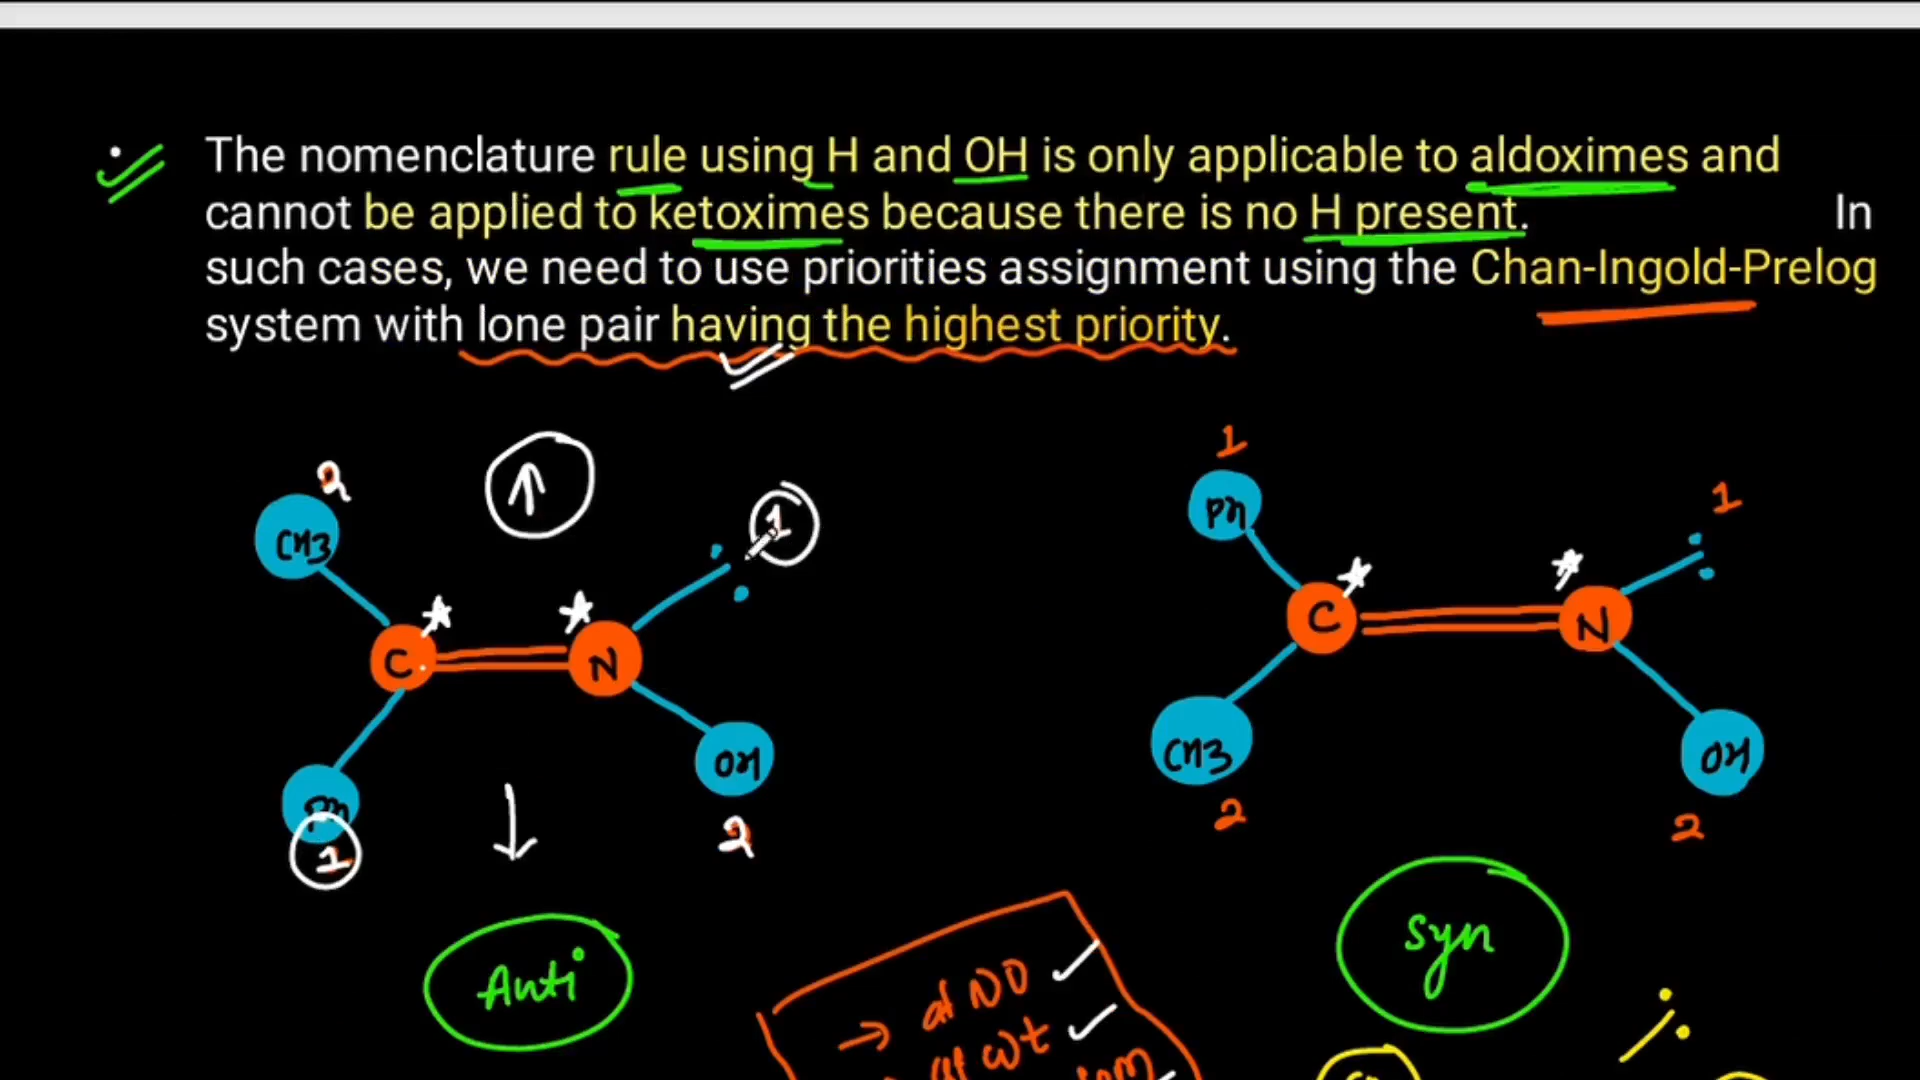 The nomenclature rule using H and OH is only applicable to aldoximes and
cannot be applied to ketoximes because there is no H present. In
such cases, we need to use priorities assignment using the Chan-Ingold-Prelog
system with lone pair having the highest priority.
1
2
Ph
1
1
CH3
C N
C N
CH3
OH
OH
Ph
2
1
2
2
Syn
Anti
→ at NO
at wt